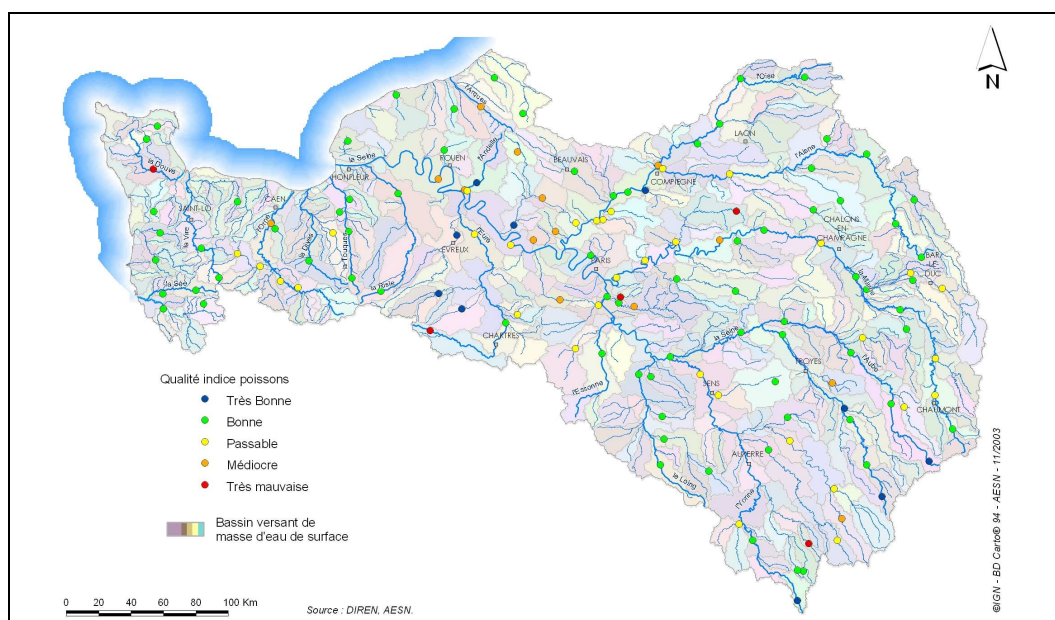 N
l'Oise
l'Arques
LAON
la Douve
la Seine
ROUEN
l'Andelle
BEAUVAIS
l'Aisne
COMPIEGNE
HONFLEUR
SAINT-LO
CAEN
la Vire
l'Orne
la Dives
la Touques
EVREUX
l'Eure
PARIS
CHALONS
EN
CHAMPAGNE
BAR
LE
DUC
la Marne
la Sée
la Risle
CHARTRES
la Seine
TROYES
l'Aube
l'Essonne
SENS
CHAUMONT
AUXERRE
le Loing
l'Yonne
Qualité indice poissons
Très Bonne
Bonne
Passable
Médiocre
Très mauvaise
Bassin versant de
masse d'eau de surface
0 20 40 60 80 100 Km
Source : DIREN, AESN.
©IGN - BD Carto® 94 - AESN - 11/2003